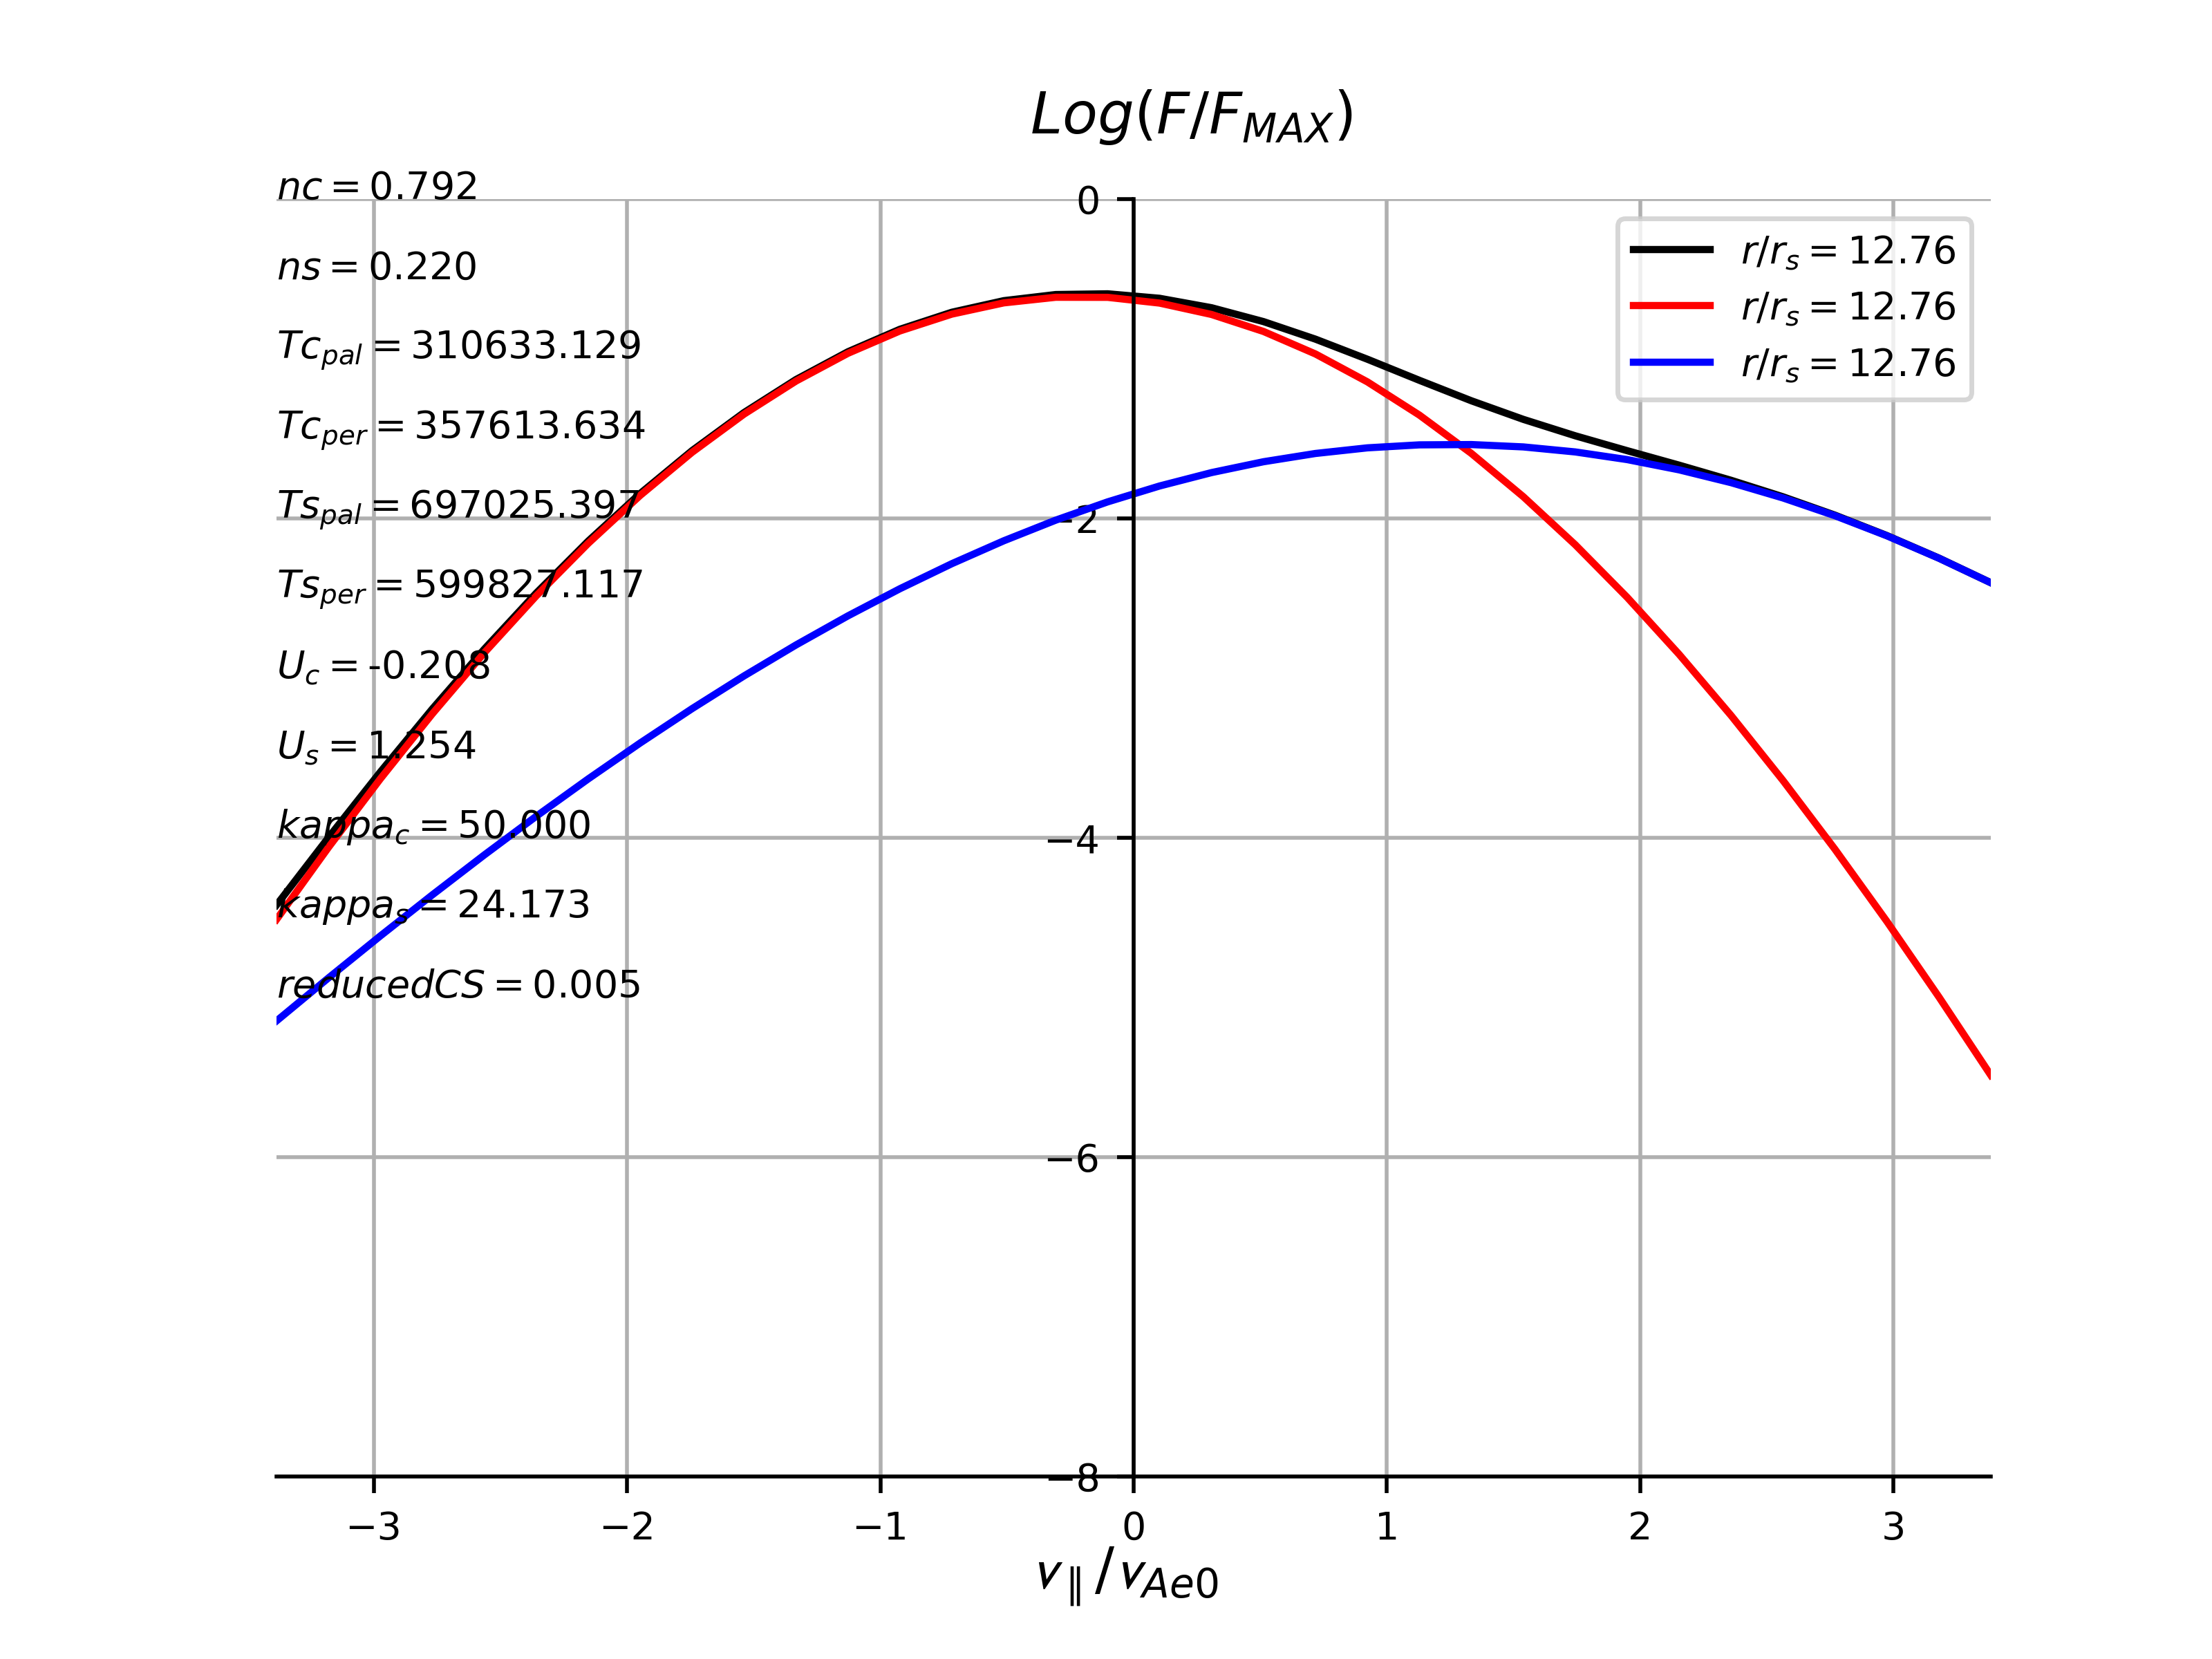 Log(F/F_MAX)
nc = 0.792
ns = 0.220
Tc_pal = 310633.129
Tc_per = 357613.634
Ts_pal = 697025.397
Ts_per = 599827.117
U_c = -0.208
U_s = 1.254
kappa_c = 50.000
kappa_s = 24.173
reducedCS = 0.005
0
−2
−4
−6
−8
r/r_s = 12.76
r/r_s = 12.76
r/r_s = 12.76
−3 −2 −1 0 1 2 3
v_∥/v_Ae0